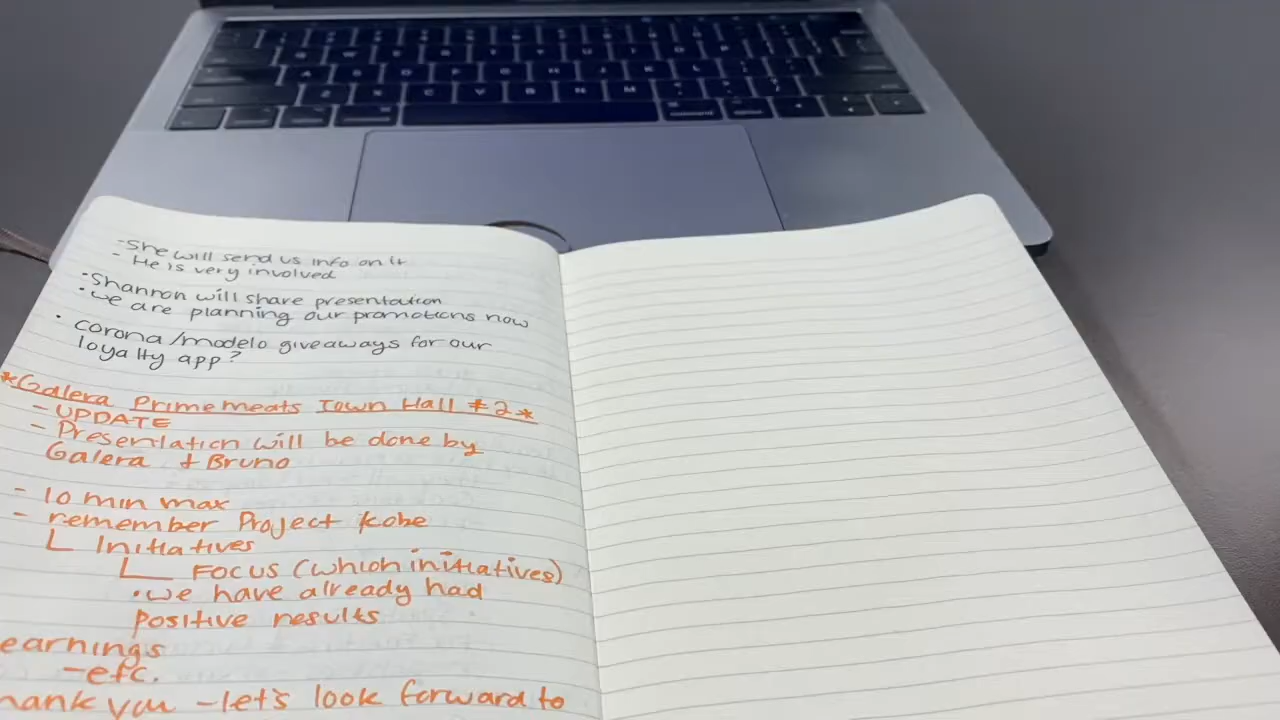 -She will send us info on it
- He is very involved
• Shannon will share presentation
• we are planning our promotions now
• corona/modelo giveaways for our
loyalty app?
*Galera Primemeats Town Hall #2*
- UPDATE
- Presentation will be done by
Galera + Bruno
- 10 min max
- remember Project Kobe
L Initiatives
L FOCUS (which initiatives)
• we have already had
positive results
earnings
- etc.
hank you - let's look forward to
command
option